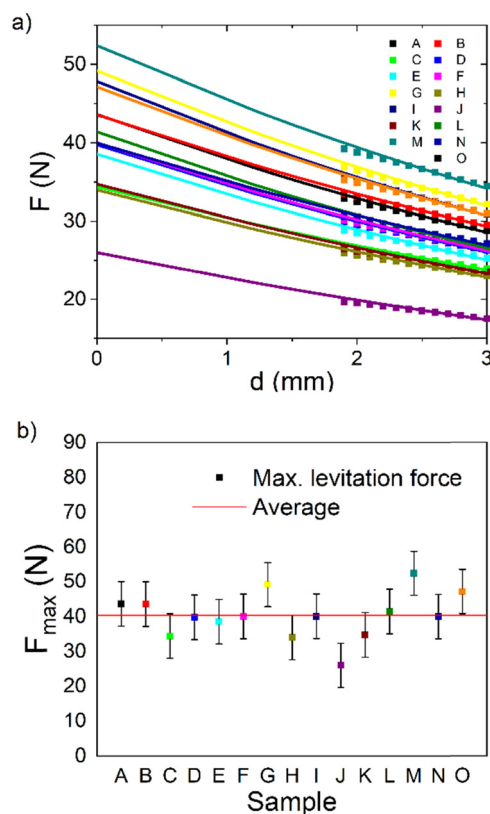 a)
50
40
30
20
F (N)
A B
C D
E F
G H
I J
K L
M N
O
0 1 2 3
d (mm)
b)
90
80
70
60
50
40
30
20
10
0
Fmax (N)
Max. levitation force
Average
A B C D E F G H I J K L M N O
Sample